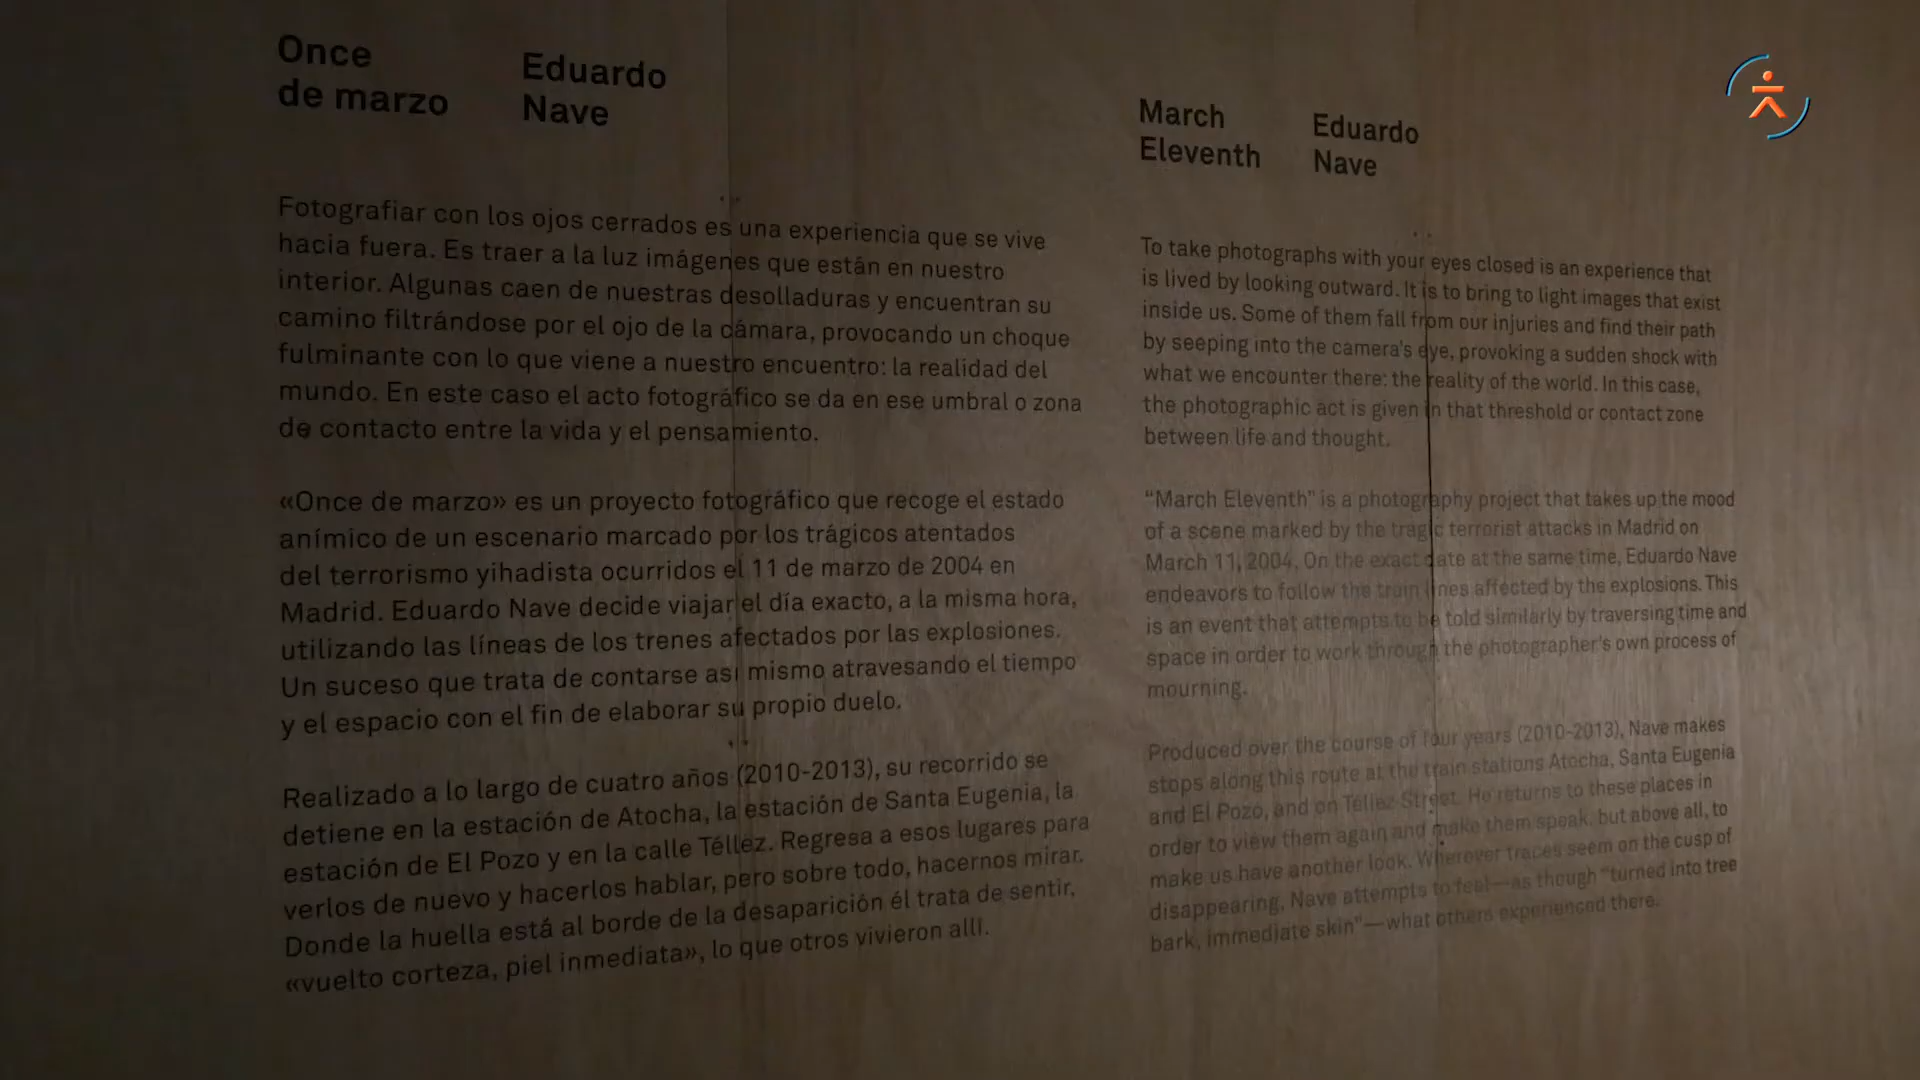 Once
de marzo
Eduardo
Nave
Fotografiar con los ojos cerrados es una experiencia que se vive
hacia fuera. Es traer a la luz imágenes que están en nuestro
interior. Algunas caen de nuestras desolladuras y encuentran su
camino filtrándose por el ojo de la cámara, provocando un choque
fulminante con lo que viene a nuestro encuentro: la realidad del
mundo. En este caso el acto fotográfico se da en ese umbral o zona
de contacto entre la vida y el pensamiento.
«Once de marzo» es un proyecto fotográfico que recoge el estado
anímico de un escenario marcado por los trágicos atentados
del terrorismo yihadista ocurridos el 11 de marzo de 2004 en
Madrid. Eduardo Nave decide viajar el día exacto, a la misma hora,
utilizando las líneas de los trenes afectados por las explosiones.
Un suceso que trata de contarse así mismo atravesando el tiempo
y el espacio con el fin de elaborar su propio duelo.
Realizado a lo largo de cuatro años (2010-2013), su recorrido se
detiene en la estación de Atocha, la estación de Santa Eugenia, la
estación de El Pozo y en la calle Téllez. Regresa a esos lugares para
verlos de nuevo y hacerlos hablar, pero sobre todo, hacernos mirar.
Donde la huella está al borde de la desaparición él trata de sentir,
«vuelto corteza, piel inmediata», lo que otros vivieron allí.
March
Eleventh
Eduardo
Nave
To take photographs with your eyes closed is an experience that
is lived by looking outward. It is to bring to light images that exist
inside us. Some of them fall from our injuries and find their path
by seeping into the camera's eye, provoking a sudden shock with
what we encounter there: the reality of the world. In this case,
the photographic act is given in that threshold or contact zone
between life and thought.
“March Eleventh” is a photography project that takes up the mood
of a scene marked by the tragic terrorist attacks in Madrid on
March 11, 2004. On the exact date at the same time, Eduardo Nave
endeavors to follow the train lines affected by the explosions. This
is an event that attempts to be told similarly by traversing time and
space in order to work through the photographer's own process of
mourning.
Produced over the course of four years (2010-2013), Nave makes
stops along this route at the train stations Atocha, Santa Eugenia
and El Pozo, and on Téllez Street. He returns to these places in
order to view them again and make them speak, but above all, to
make us have another look. Wherever traces seem on the cusp of
disappearing, Nave attempts to feel—as though “turned into tree
bark, immediate skin”—what others experienced there.